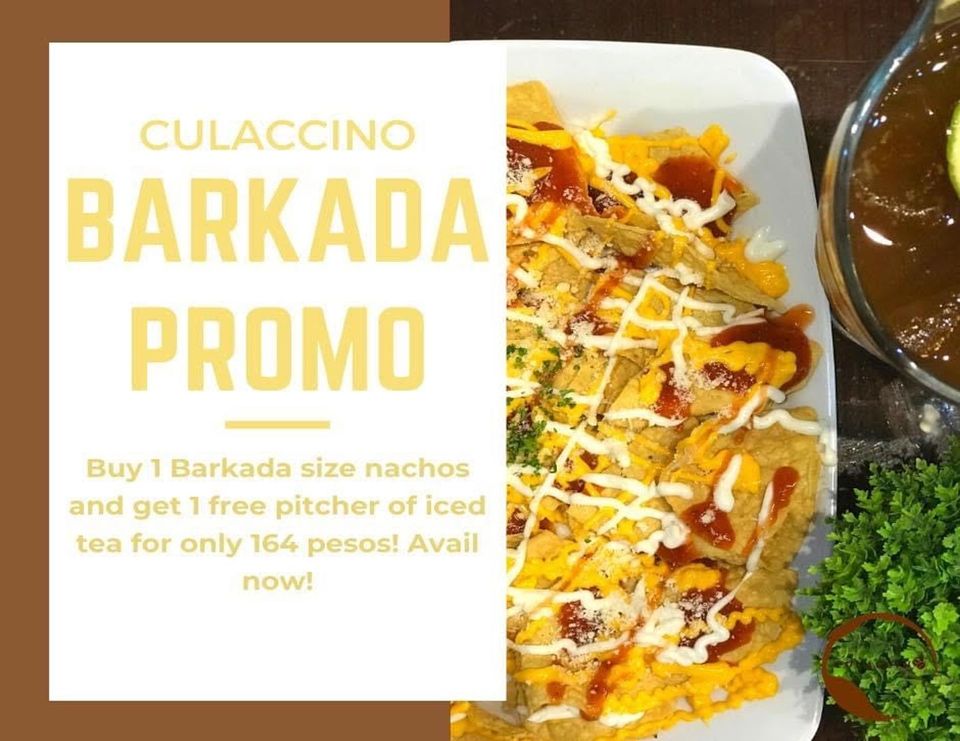 CULACCINO
BARKADA
PROMO
Buy 1 Barkada size nachos
and get 1 free pitcher of iced
tea for only 164 pesos! Avail
now!